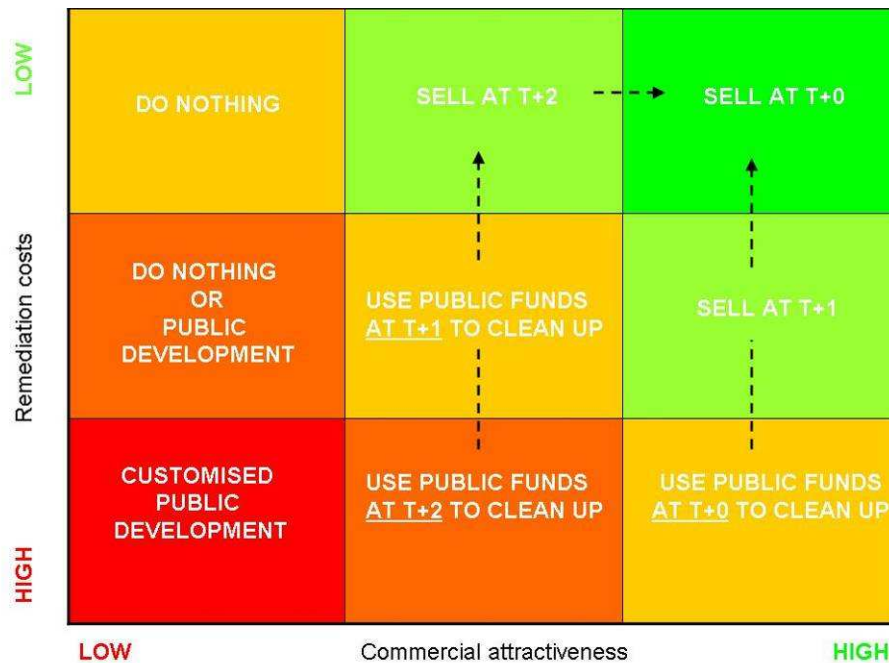 LOW
DO NOTHING
SELL AT T+2
SELL AT T+0
Remediation costs
DO NOTHING
OR
PUBLIC
DEVELOPMENT
USE PUBLIC FUNDS
AT T+1 TO CLEAN UP
SELL AT T+1
HIGH
CUSTOMISED
PUBLIC
DEVELOPMENT
USE PUBLIC FUNDS
AT T+2 TO CLEAN UP
USE PUBLIC FUNDS
AT T+0 TO CLEAN UP
LOW
Commercial attractiveness
HIGH